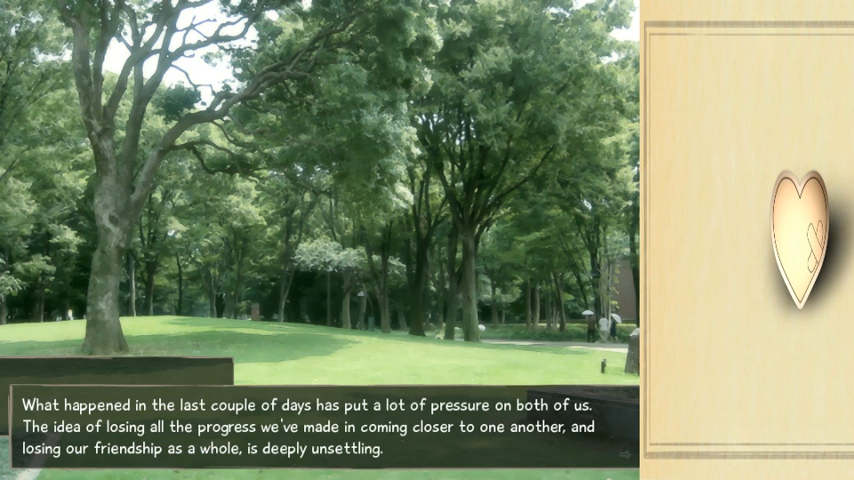 What happened in the last couple of days has put a lot of pressure on both of us.
The idea of losing all the progress we've made in coming closer to one another, and
losing our friendship as a whole, is deeply unsettling.